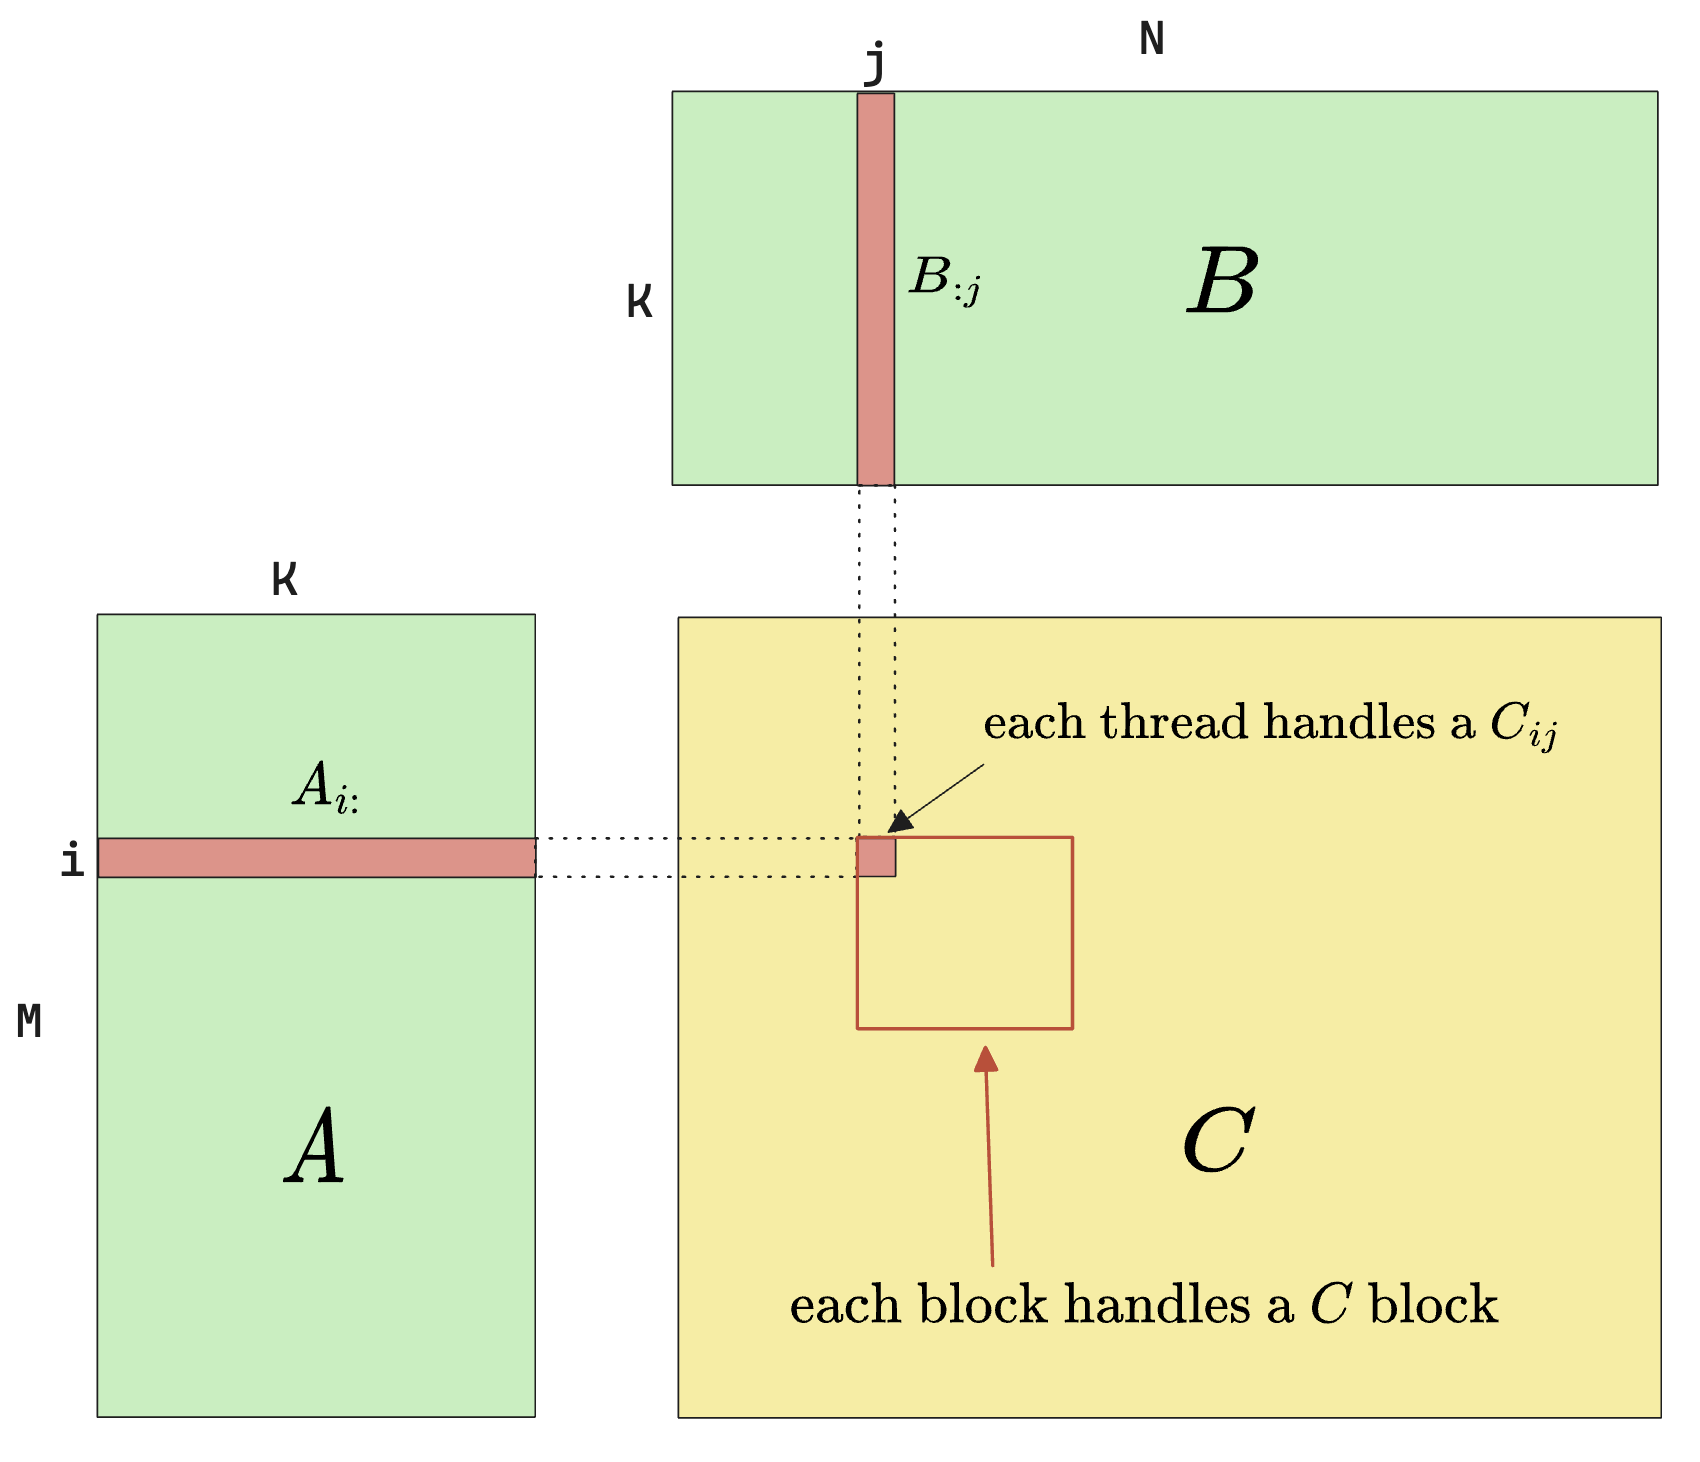 N
j
K
B_{:j}
B
K
A_{i:}
i
M
A
each thread handles a C_{ij}
C
each block handles a C block